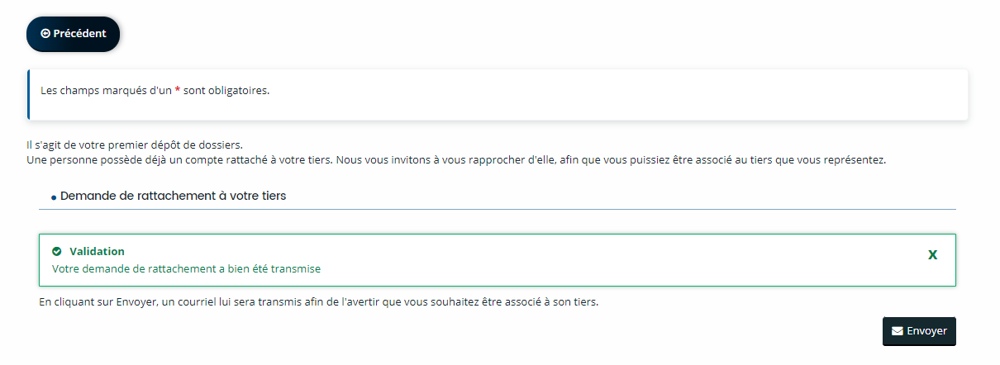 Précédent
Les champs marqués d'un * sont obligatoires.
Il s'agit de votre premier dépôt de dossiers.
Une personne possède déjà un compte rattaché à votre tiers. Nous vous invitons à vous rapprocher d'elle, afin que vous puissiez être associé au tiers que vous représentez.
• Demande de rattachement à votre tiers
Validation
X
Votre demande de rattachement a bien été transmise
En cliquant sur Envoyer, un courriel lui sera transmis afin de l'avertir que vous souhaitez être associé à son tiers.
Envoyer